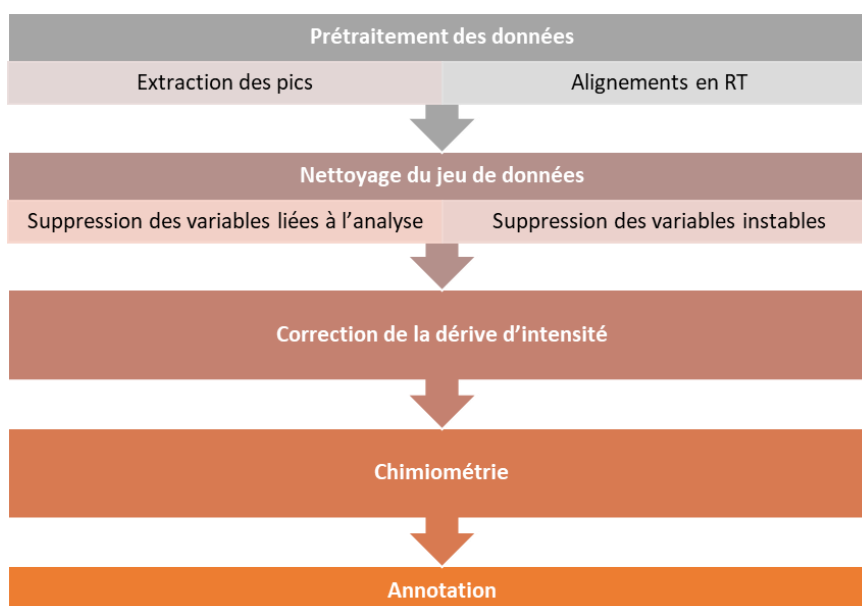 Prétraitement des données
Extraction des pics
Alignements en RT
Nettoyage du jeu de données
Suppression des variables liées à l’analyse
Suppression des variables instables
Correction de la dérive d’intensité
Chimiométrie
Annotation